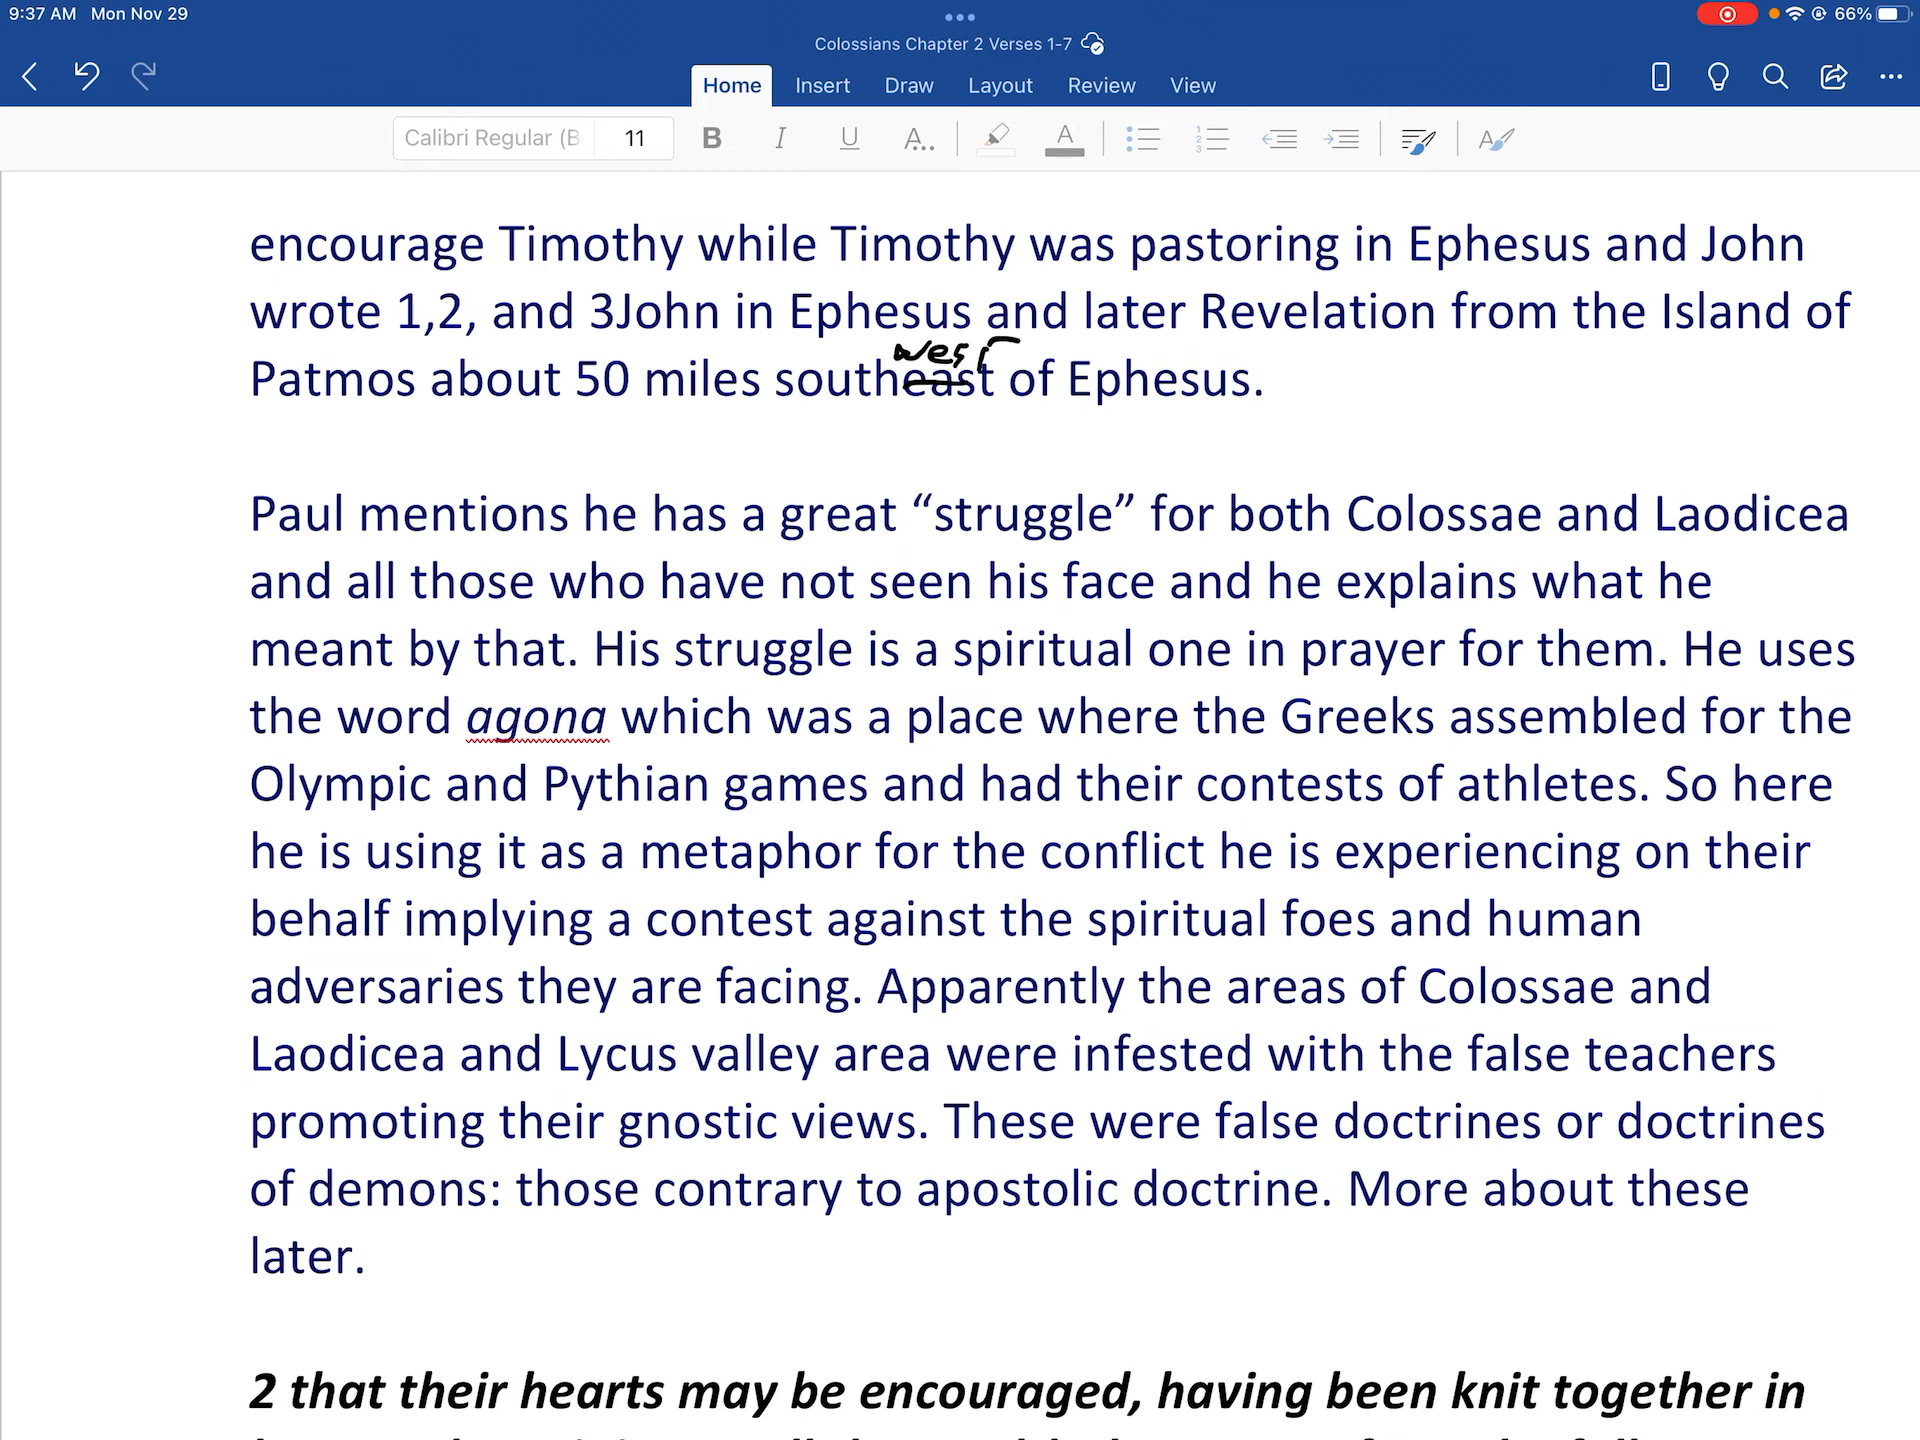 9:37 AM Mon Nov 29
66%
Colossians Chapter 2 Verses 1-7
Home Insert Draw Layout Review View
Calibri Regular (B 11 B I U A.. A
encourage Timothy while Timothy was pastoring in Ephesus and John
wrote 1,2, and 3John in Ephesus and later Revelation from the Island of
west
Patmos about 50 miles southeast of Ephesus.
Paul mentions he has a great “struggle” for both Colossae and Laodicea
and all those who have not seen his face and he explains what he
meant by that. His struggle is a spiritual one in prayer for them. He uses
the word agona which was a place where the Greeks assembled for the
Olympic and Pythian games and had their contests of athletes. So here
he is using it as a metaphor for the conflict he is experiencing on their
behalf implying a contest against the spiritual foes and human
adversaries they are facing. Apparently the areas of Colossae and
Laodicea and Lycus valley area were infested with the false teachers
promoting their gnostic views. These were false doctrines or doctrines
of demons: those contrary to apostolic doctrine. More about these
later.
2 that their hearts may be encouraged, having been knit together in